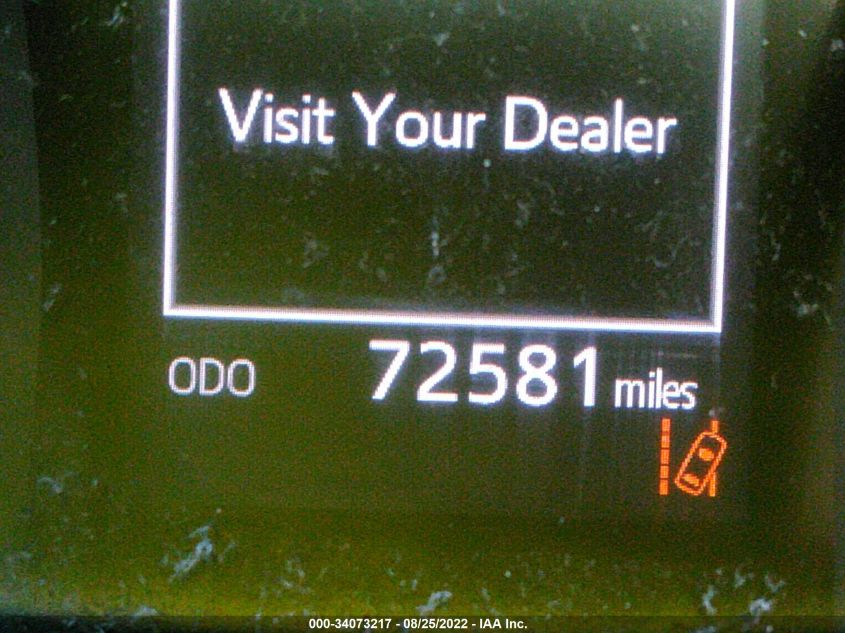 Visit Your Dealer
ODO 72581 miles
000-34073217 - 08/25/2022 - IAA Inc.